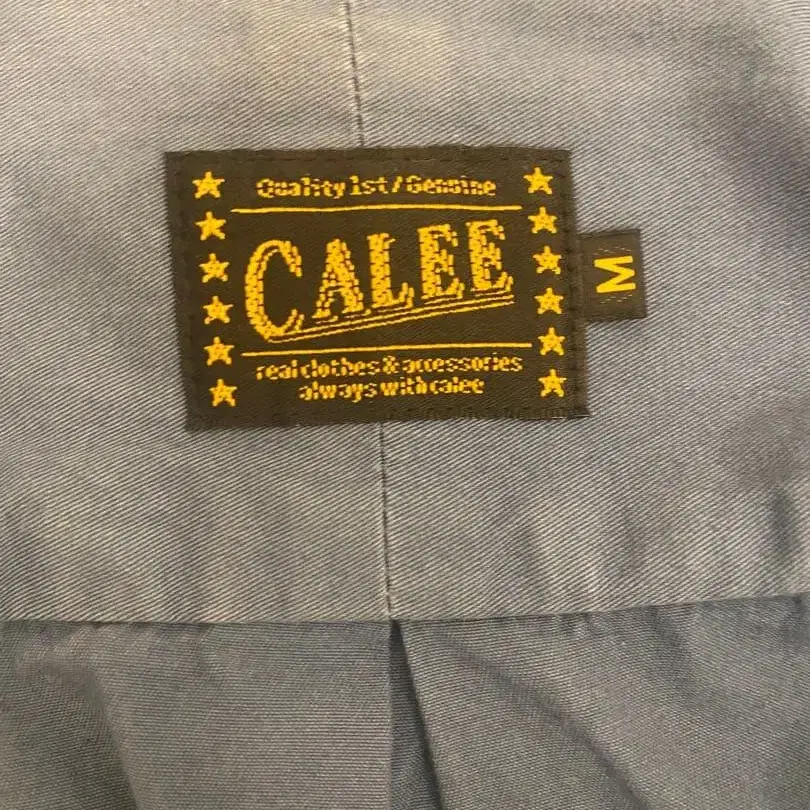 Quality 1st / Genuine
CALEE
M
real clothes & accessories
always with calee